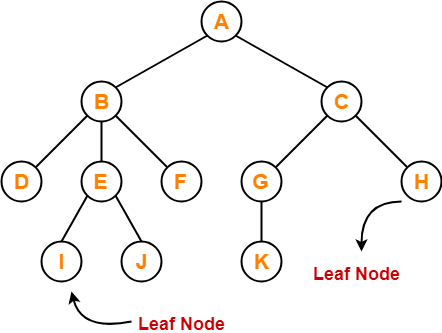 A
B C
D E F G H
I J K
Leaf Node
Leaf Node